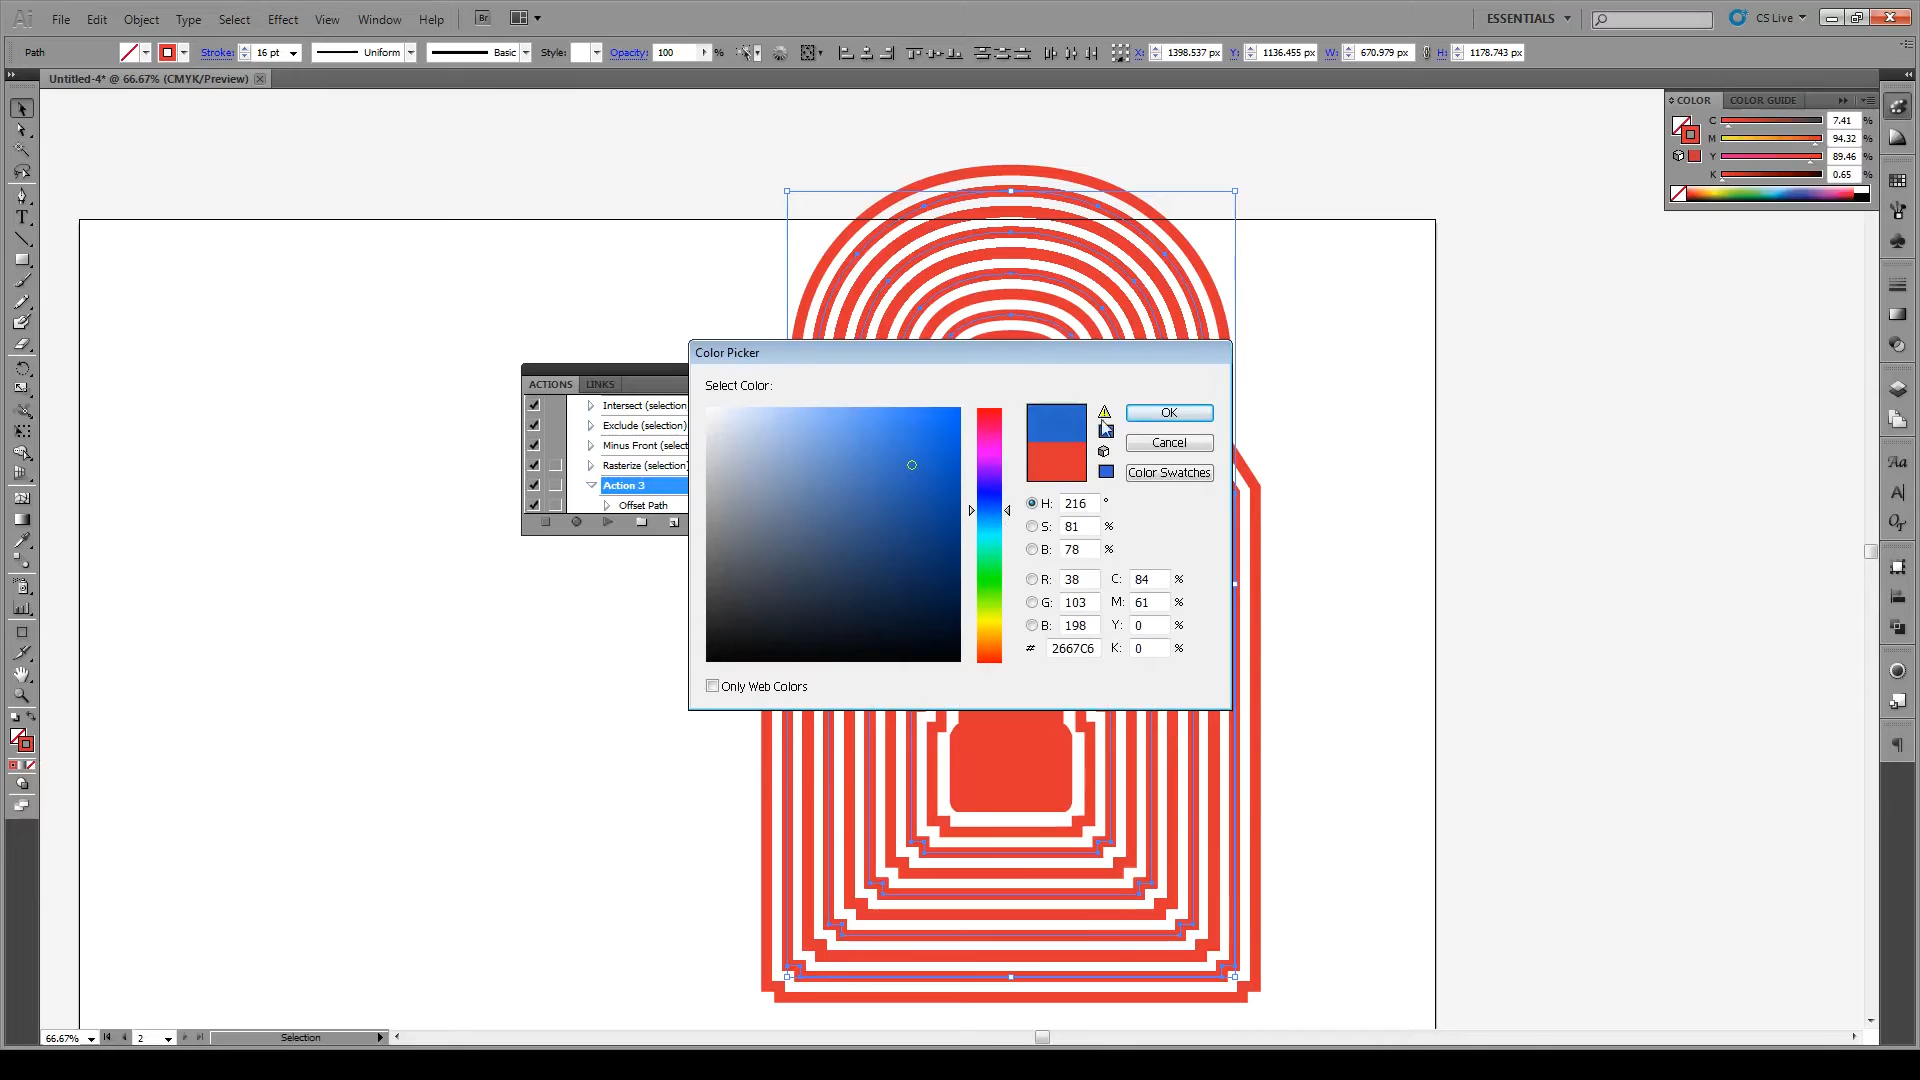 Ai File Edit Object Type Select Effect View Window Help Br ESSENTIALS CS Live
Path Stroke: 16 pt Uniform Basic Style: Opacity: 100 % X: 1398.537 px Y: 1136.455 px W: 670.979 px H: 1178.743 px
Untitled-4* @ 66.67% (CMYK/Preview)
COLOR COLOR GUIDE
C 7.41 %
M 94.32 %
Y 89.46 %
K 0.65 %
ACTIONS LINKS
Intersect (selection)
Exclude (selection)
Minus Front (select
Rasterize (selection)
Action 3
Offset Path
Color Picker
Select Color:
OK
Cancel
Color Swatches
H: 216 °
S: 81 %
B: 78 %
R: 38 C: 84 %
G: 103 M: 61 %
B: 198 Y: 0 %
# 2667C6 K: 0 %
Only Web Colors
66.67% 2 Selection